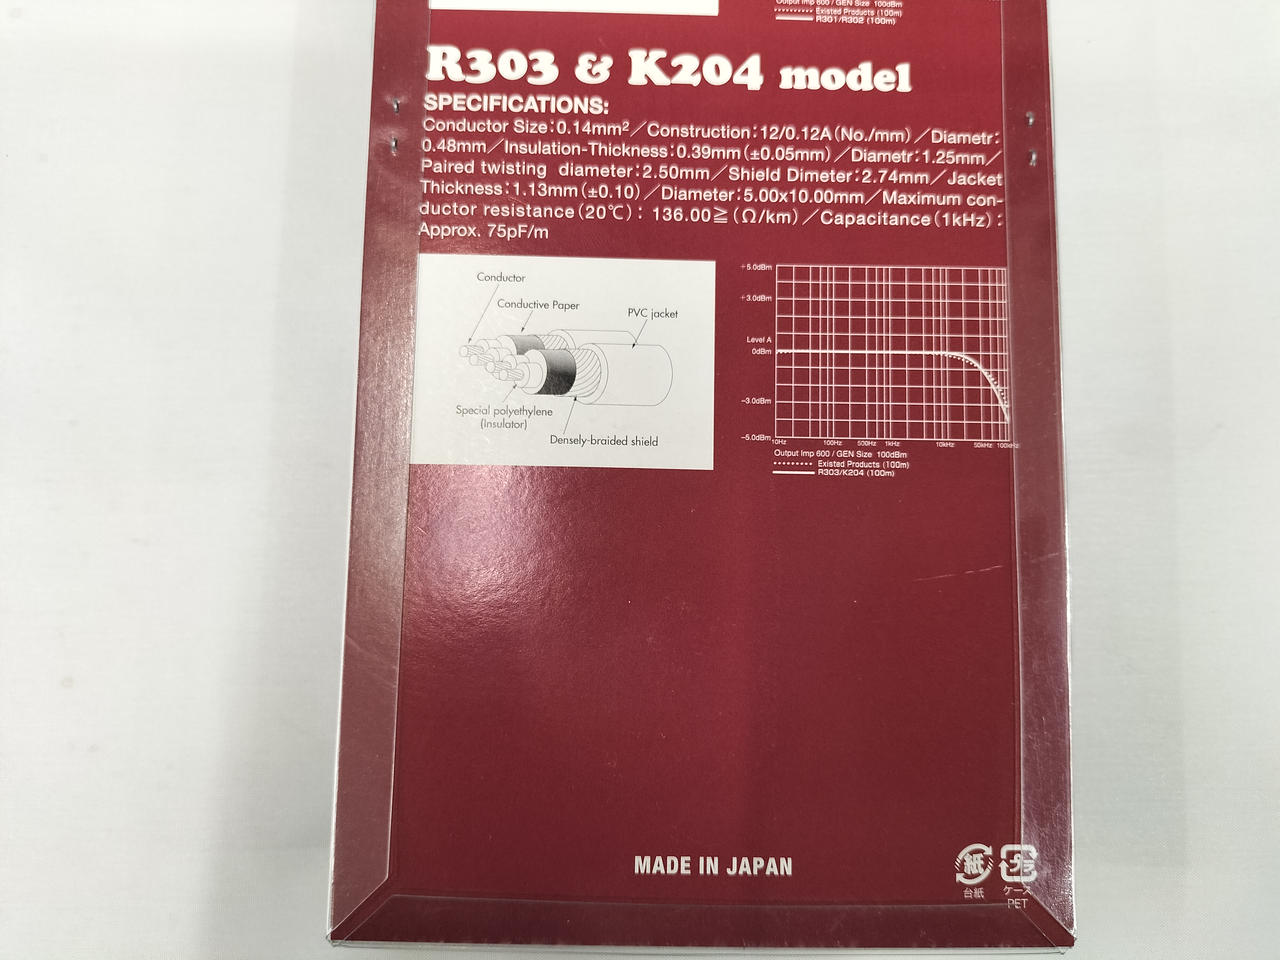 Output Imp 600 / GEN Size 100dBm
Existed Products (100m)
R301/R302 (100m)
R303 & K204 model
SPECIFICATIONS:
Conductor Size:0.14mm²／Construction:12/0.12A(No./mm)／Diametr:
0.48mm／Insulation-Thickness:0.39mm(±0.05mm)／Diametr:1.25mm／
Paired twisting diameter:2.50mm／Shield Dimeter:2.74mm／Jacket
Thickness:1.13mm(±0.10)／Diameter:5.00x10.00mm／Maximum con-
ductor resistance(20℃): 136.00≧(Ω/km)／Capacitance(1kHz):
Approx. 75pF/m
Conductor
Conductive Paper
PVC jacket
Special polyethylene
(Insulator)
Densely-braided shield
+5.0dBm
+3.0dBm
Level A
0dBm
-3.0dBm
-5.0dBm
10Hz 100Hz 500Hz 1kHz 10kHz 50kHz 100kHz
Output Imp 600 / GEN Size 100dBm
Existed Products (100m)
R303/K204 (100m)
MADE IN JAPAN
紙 プラ
台紙 ケース
PET